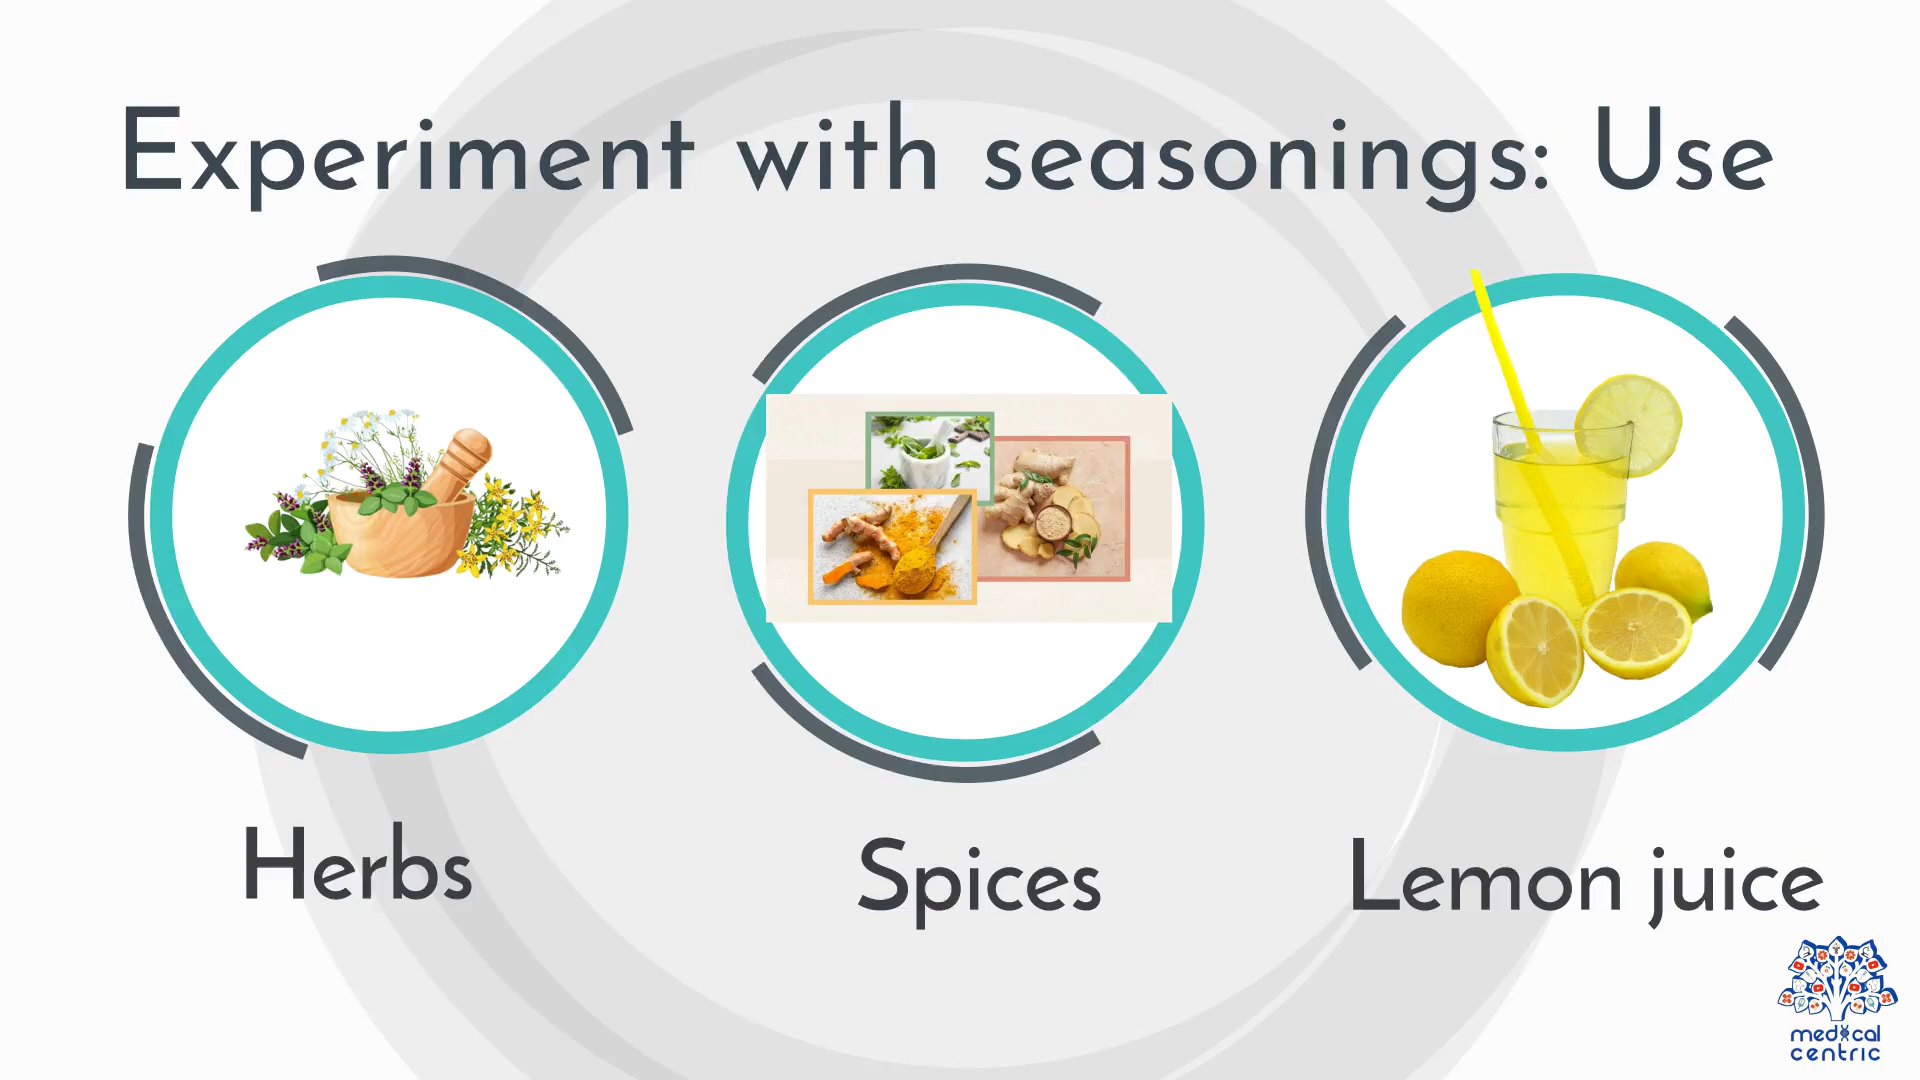 Experiment with seasonings: Use
Herbs
Spices
Lemon juice
medical
centric